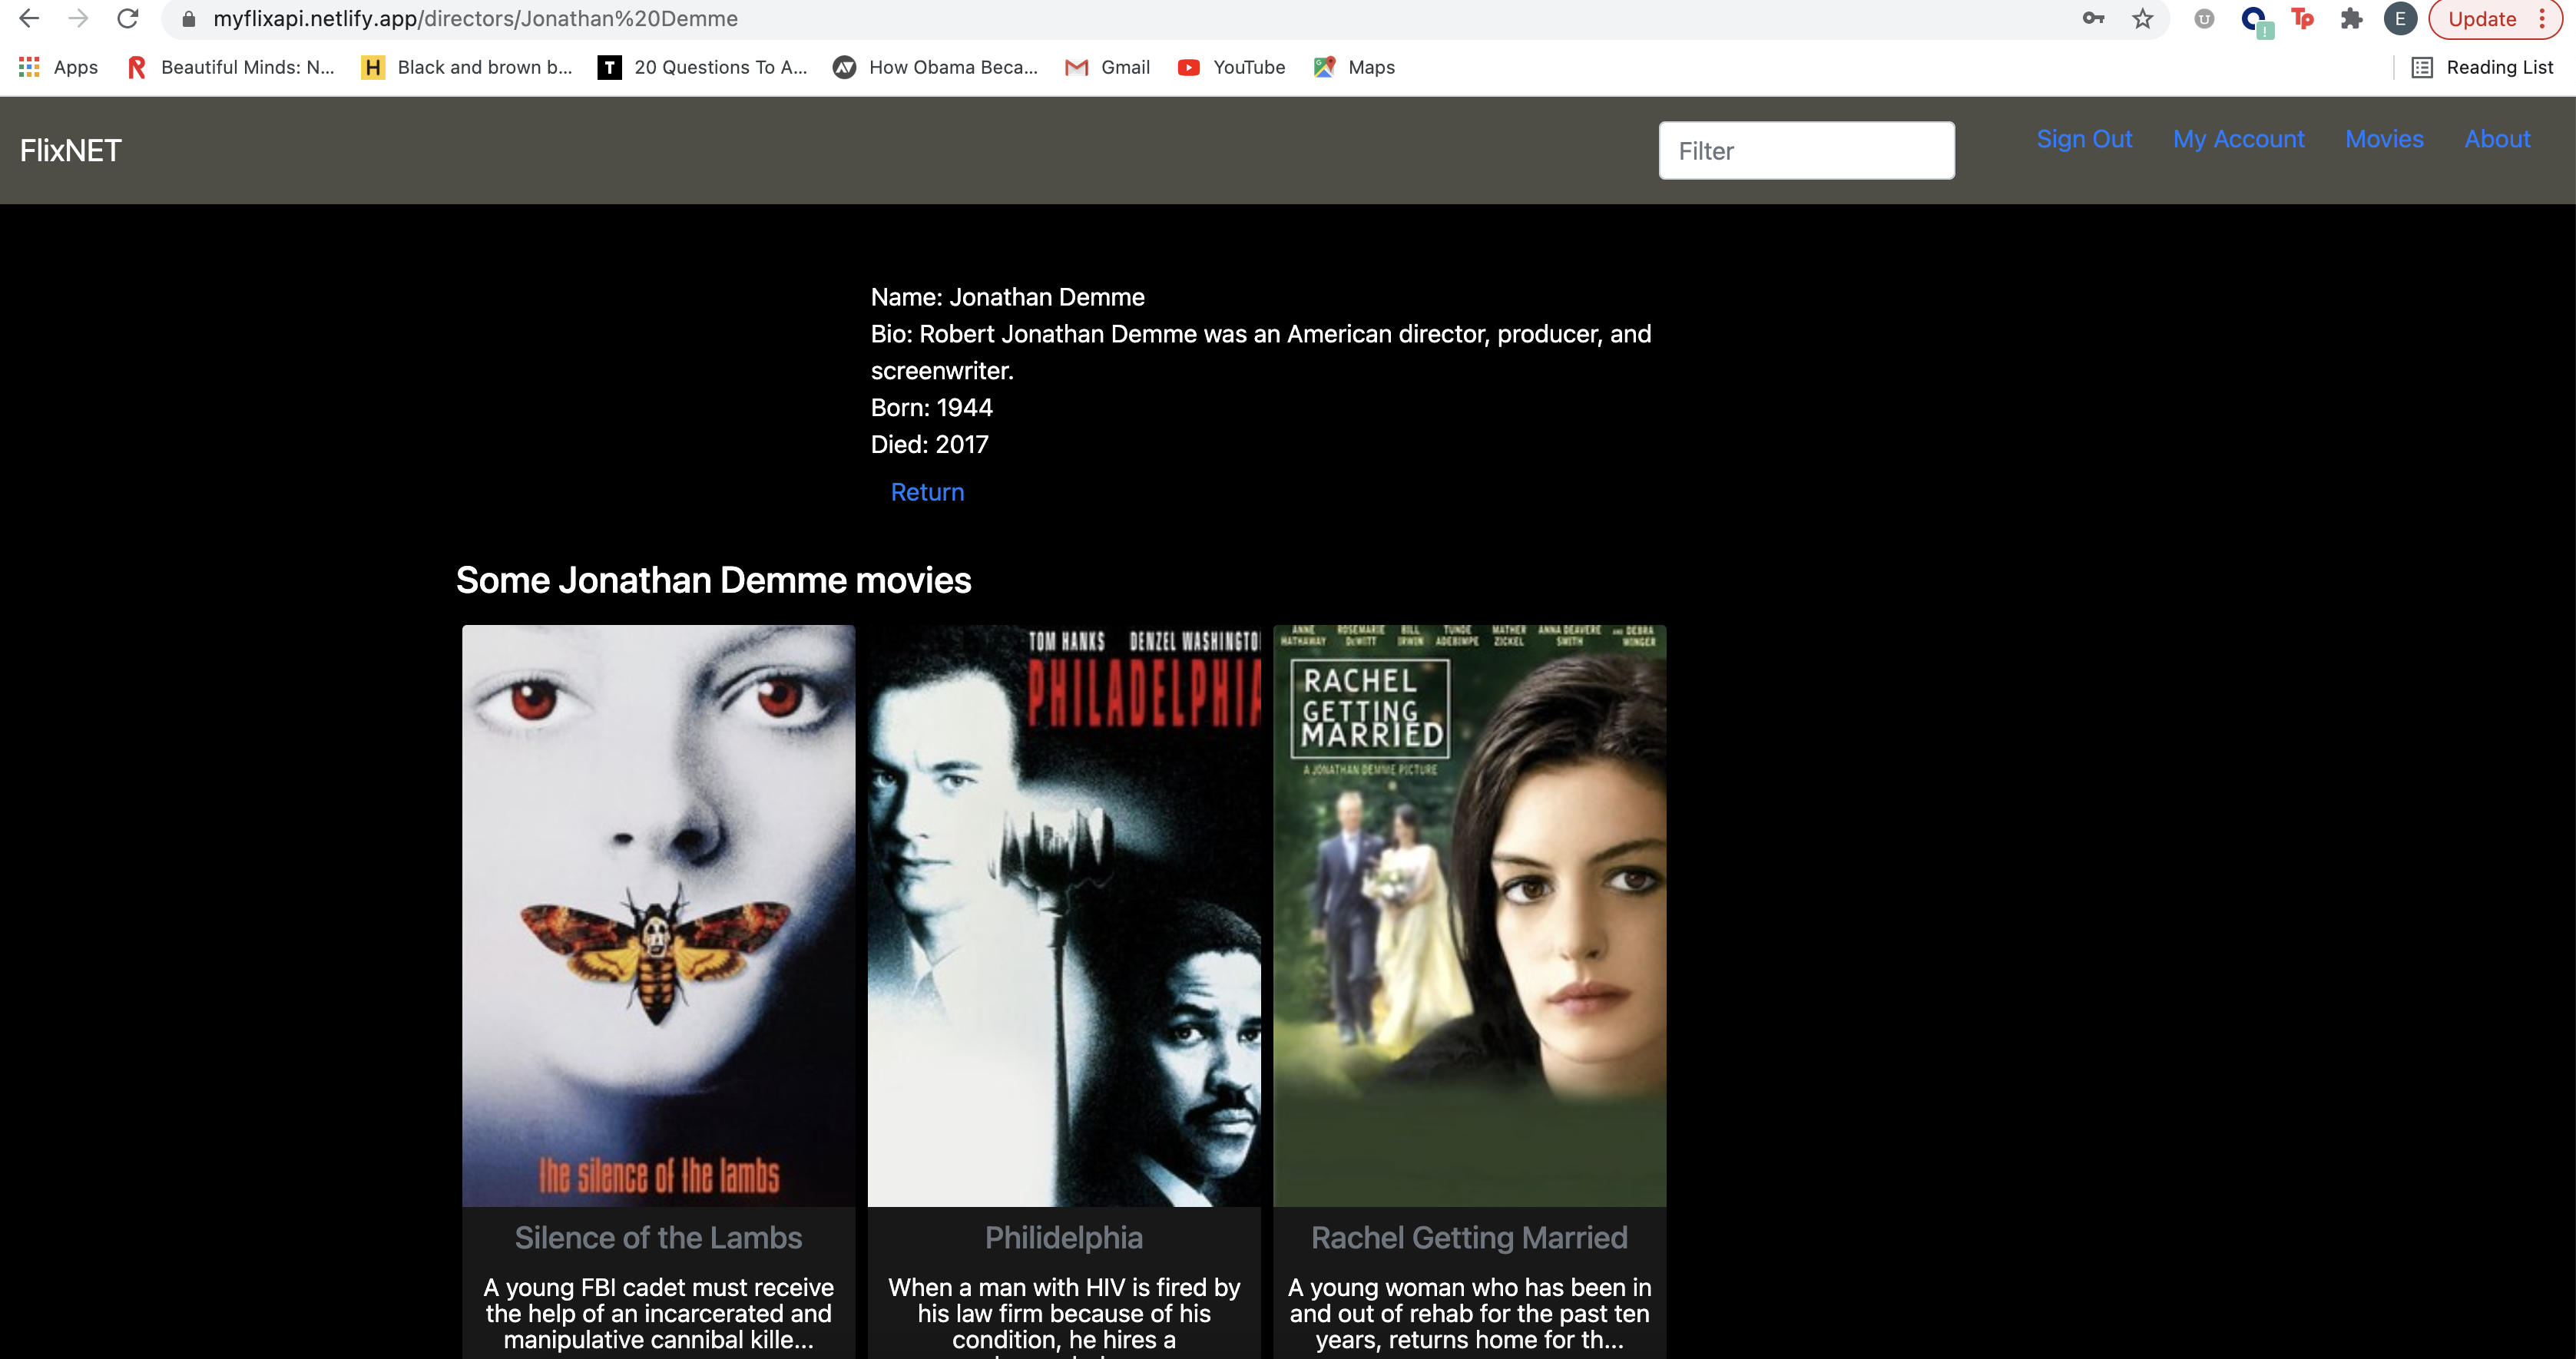 myflixapi.netlify.app/directors/Jonathan%20Demme
E
Update
Apps
Beautiful Minds: N...
H
Black and brown b...
T
20 Questions To A...
How Obama Beca...
Gmail
YouTube
Maps
Reading List
FlixNET
Filter
Sign Out
My Account
Movies
About
Name: Jonathan Demme
Bio: Robert Jonathan Demme was an American director, producer, and
screenwriter.
Born: 1944
Died: 2017
Return
Some Jonathan Demme movies
the silence of the lambs
Silence of the Lambs
A young FBI cadet must receive
the help of an incarcerated and
manipulative cannibal kille...
TOM HANKS DENZEL WASHINGTO
PHILADELPHIA
Philidelphia
When a man with HIV is fired by
his law firm because of his
condition, he hires a
ANNE HATHAWAY
ROSEMARIE DeWITT
BILL IRWIN
TUNDE ADEBIMPE
MATHER ZICKEL
ANNA DEAVERE SMITH
AND DEBRA WINGER
RACHEL
GETTING
MARRIED
A JONATHAN DEMME PICTURE
Rachel Getting Married
A young woman who has been in
and out of rehab for the past ten
years, returns home for th...